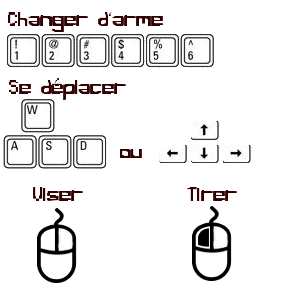 Changer d'arme
! @ # $ % ^
1 2 3 4 5 6
Se déplacer
W
A S D ou
Viser Tirer